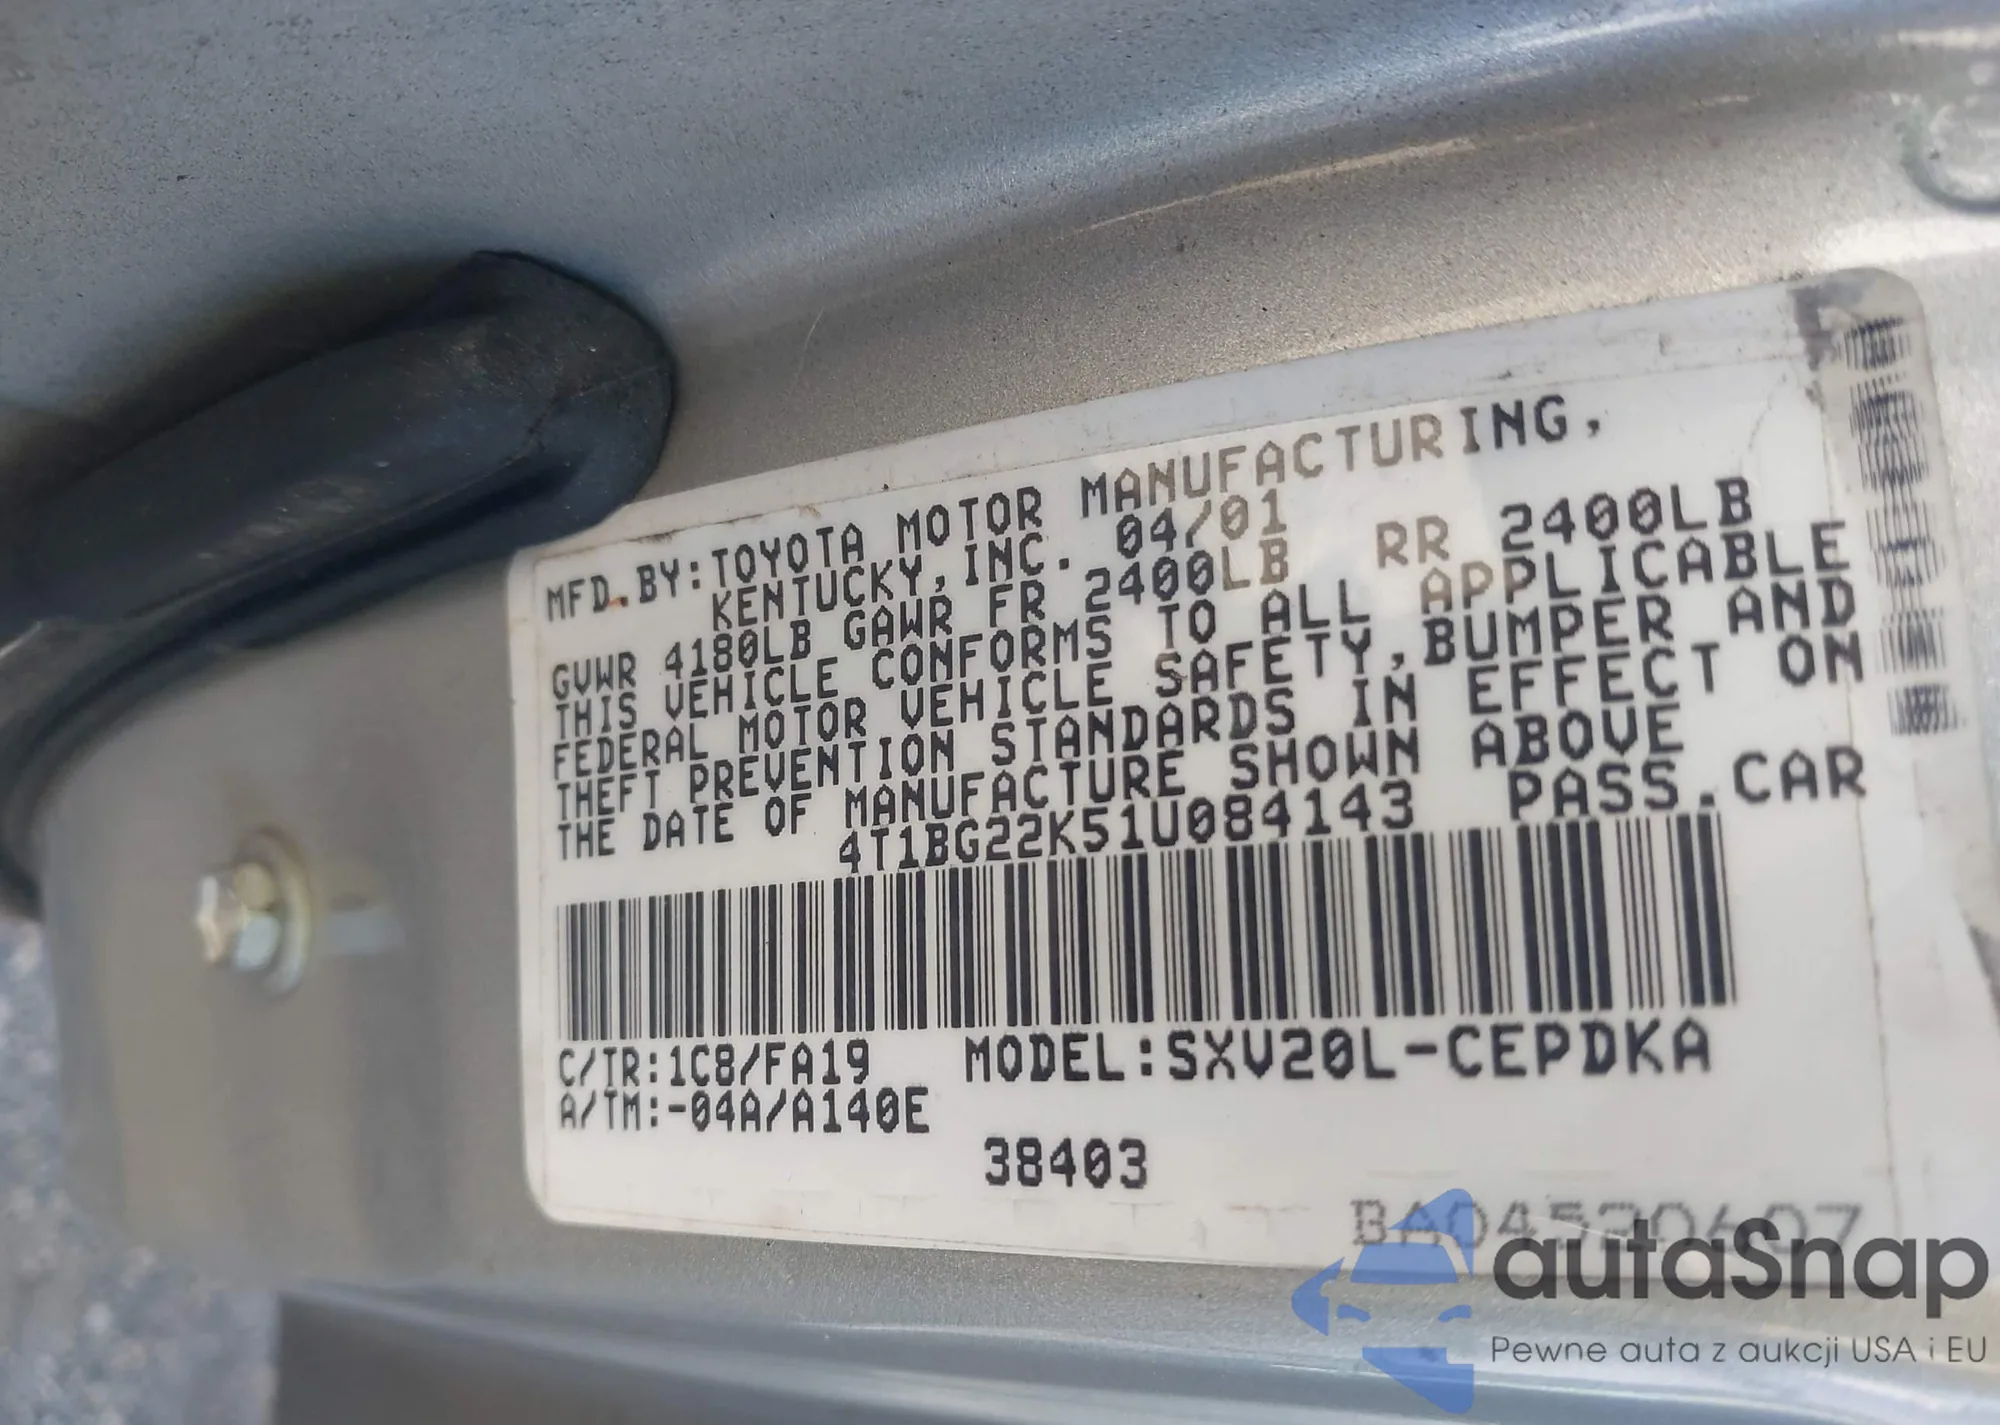 MFD.BY:TOYOTA MOTOR MANUFACTURING,
KENTUCKY,INC. 04/01
GVWR 4180LB GAWR FR 2400LB RR 2400LB
THIS VEHICLE CONFORMS TO ALL APPLICABLE
FEDERAL MOTOR VEHICLE SAFETY,BUMPER AND
THEFT PREVENTION STANDARDS IN EFFECT ON
THE DATE OF MANUFACTURE SHOWN ABOVE
4T1BG22K51U084143 PASS.CAR
C/TR:1C8/FA19 MODEL:SXV20L-CEPDKA
A/TM:-04A/A140E
38403
autaSnap
Pewne auta z aukcji USA i EU